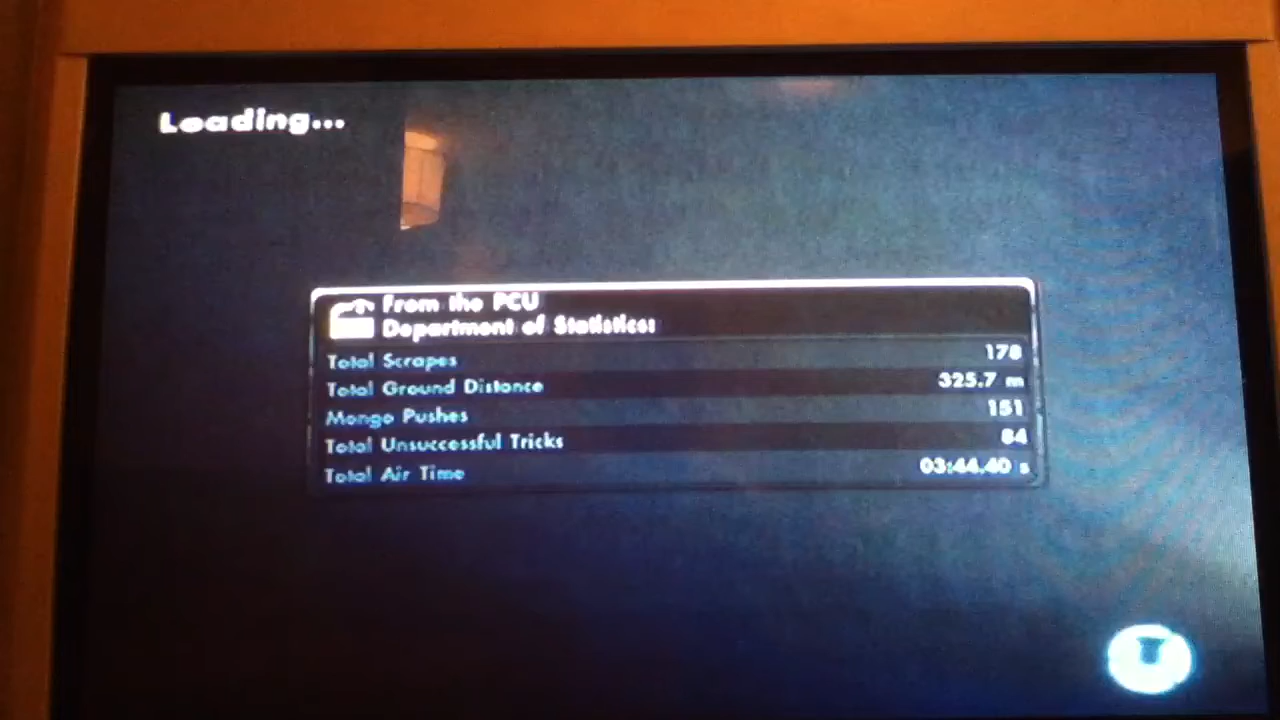 Loading...
From the PCU
Department of Statistics:
Total Scrapes 178
Total Ground Distance 325.7 m
Mongo Pushes 151
Total Unsuccessful Tricks 84
Total Air Time 03:44.40 s